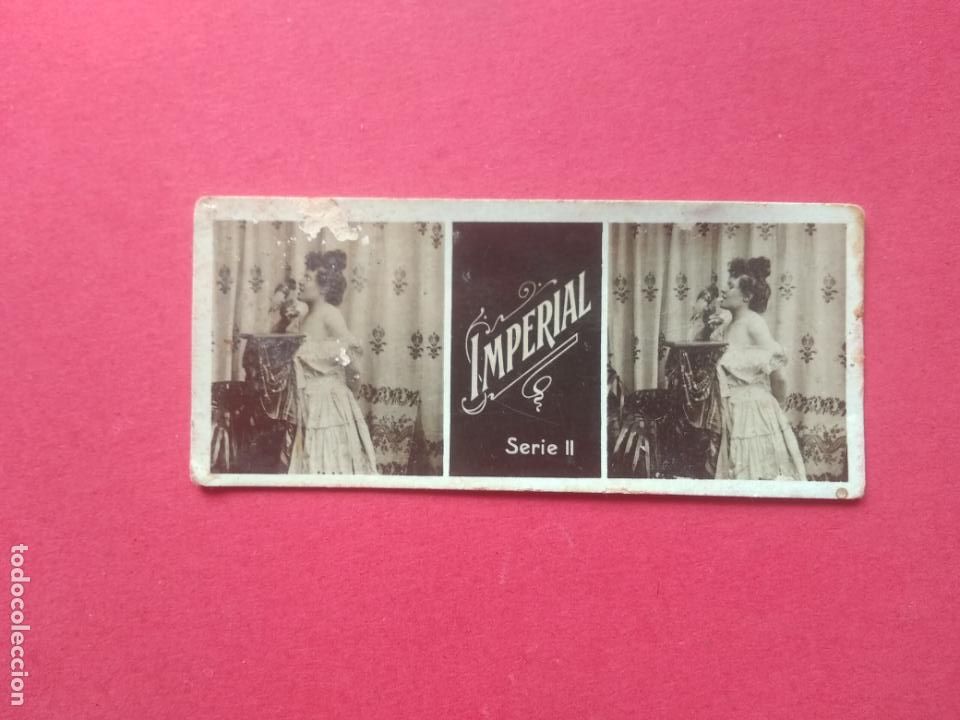 IMPERIAL
Serie II
todocoleccion